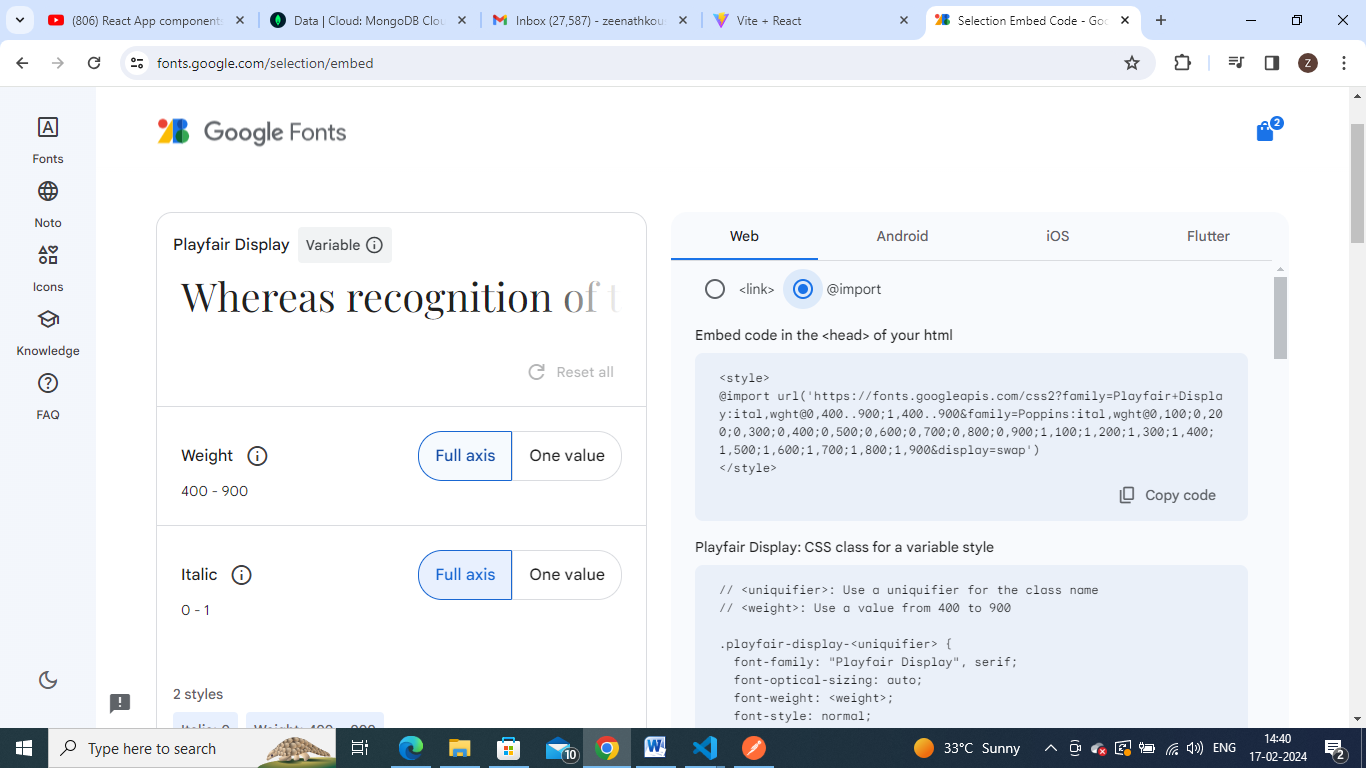 (806) React App component
Data | Cloud: MongoDB Clou
Inbox (27,587) - zeenathkou
Vite + React
Selection Embed Code - Goo
fonts.google.com/selection/embed
Z
A
Fonts
Noto
Icons
Knowledge
FAQ
Google Fonts
2
Playfair Display Variable
Whereas recognition of t
Reset all
Weight
400 - 900
Full axis One value
Italic
0 - 1
Full axis One value
2 styles
Italic: 0 Weight: 400 - 900
Web Android iOS Flutter
<link> @import
Embed code in the <head> of your html
<style>
@import url('https://fonts.googleapis.com/css2?family=Playfair+Displa
y:ital,wght@0,400..900;1,400..900&family=Poppins:ital,wght@0,100;0,20
0;0,300;0,400;0,500;0,600;0,700;0,800;0,900;1,100;1,200;1,300;1,400;
1,500;1,600;1,700;1,800;1,900&display=swap')
</style>
Copy code
Playfair Display: CSS class for a variable style
// <uniquifier>: Use a uniquifier for the class name
// <weight>: Use a value from 400 to 900
.playfair-display-<uniquifier> {
font-family: "Playfair Display", serif;
font-optical-sizing: auto;
font-weight: <weight>;
font-style: normal;
Type here to search
10
33°C Sunny
ENG
14:40
17-02-2024
2